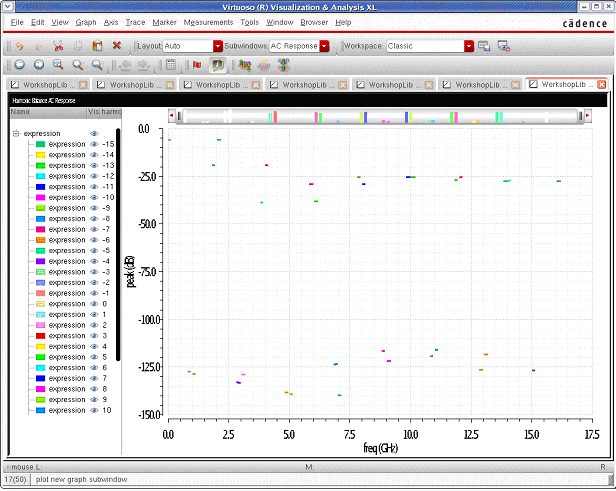 Virtuoso (R) Visualization & Analysis XL
File Edit View Graph Axis Trace Marker Measurements Tools Window Browser Help
cādence
Layout: Auto Subwindows: AC Response Workspace: Classic
WorkshopLib ... WorkshopLib ... WorkshopLib ... WorkshopLib ... WorkshopLib ... WorkshopLib ... WorkshopLib ...
Harmonic Balance AC Response
Name Vis harmo
expression
expression -15
expression -14
expression -13
expression -12
expression -11
expression -10
expression -9
expression -8
expression -7
expression -6
expression -5
expression -4
expression -3
expression -2
expression -1
expression 0
expression 1
expression 2
expression 3
expression 4
expression 5
expression 6
expression 7
expression 8
expression 9
expression 10
peak (dB)
0.0
-25.0
-50.0
-75.0
-100.0
-125.0
-150.0
0.0 2.5 5.0 7.5 10.0 12.5 15.0 17.5
freq (GHz)
mouse L: M: R:
17(50) plot new graph subwindow